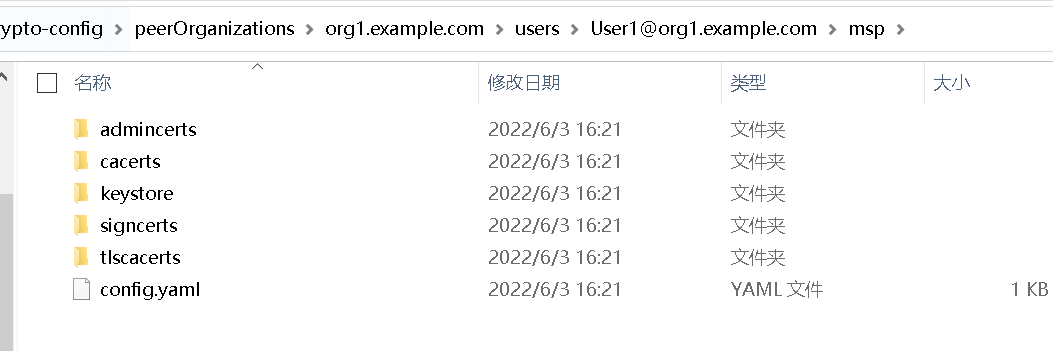 rypto-config > peerOrganizations > org1.example.com > users > User1@org1.example.com > msp >
名称 修改日期 类型 大小
admincerts 2022/6/3 16:21 文件夹
cacerts 2022/6/3 16:21 文件夹
keystore 2022/6/3 16:21 文件夹
signcerts 2022/6/3 16:21 文件夹
tlscacerts 2022/6/3 16:21 文件夹
config.yaml 2022/6/3 16:21 YAML 文件 1 KB